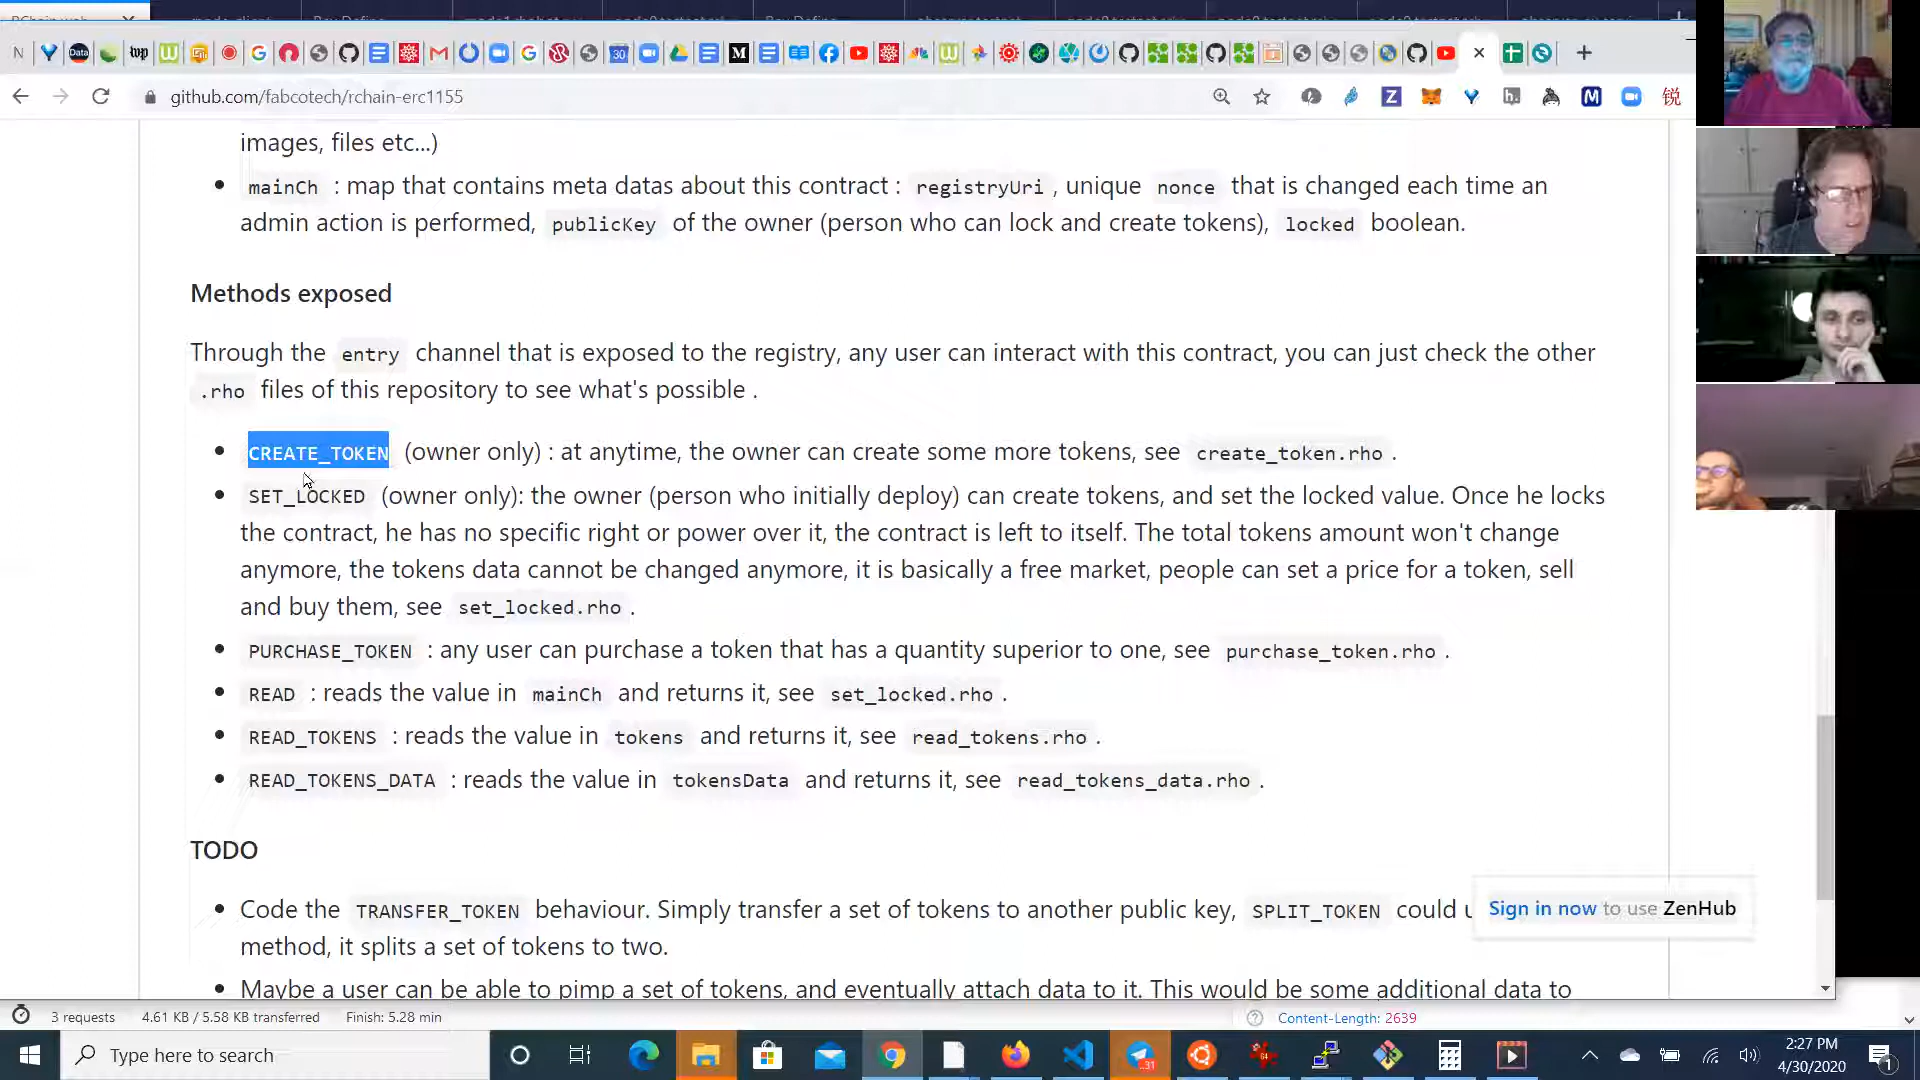 github.com/fabcotech/rchain-erc1155
images, files etc...)
mainCh : map that contains meta datas about this contract : registryUri , unique nonce that is changed each time an
admin action is performed, publicKey of the owner (person who can lock and create tokens), locked boolean.
Methods exposed
Through the entry channel that is exposed to the registry, any user can interact with this contract, you can just check the other
.rho files of this repository to see what's possible .
CREATE_TOKEN (owner only) : at anytime, the owner can create some more tokens, see create_token.rho .
SET_LOCKED (owner only): the owner (person who initially deploy) can create tokens, and set the locked value. Once he locks
the contract, he has no specific right or power over it, the contract is left to itself. The total tokens amount won't change
anymore, the tokens data cannot be changed anymore, it is basically a free market, people can set a price for a token, sell
and buy them, see set_locked.rho .
PURCHASE_TOKEN : any user can purchase a token that has a quantity superior to one, see purchase_token.rho .
READ : reads the value in mainCh and returns it, see set_locked.rho .
READ_TOKENS : reads the value in tokens and returns it, see read_tokens.rho .
READ_TOKENS_DATA : reads the value in tokensData and returns it, see read_tokens_data.rho .
TODO
Code the TRANSFER_TOKEN behaviour. Simply transfer a set of tokens to another public key, SPLIT_TOKEN could
Sign in now to use ZenHub
method, it splits a set of tokens to two.
Maybe a user can be able to pimp a set of tokens, and eventually attach data to it. This would be some additional data to
3 requests 4.61 KB / 5.58 KB transferred Finish: 5.28 min
Content-Length: 2639
Type here to search
2:27 PM
4/30/2020